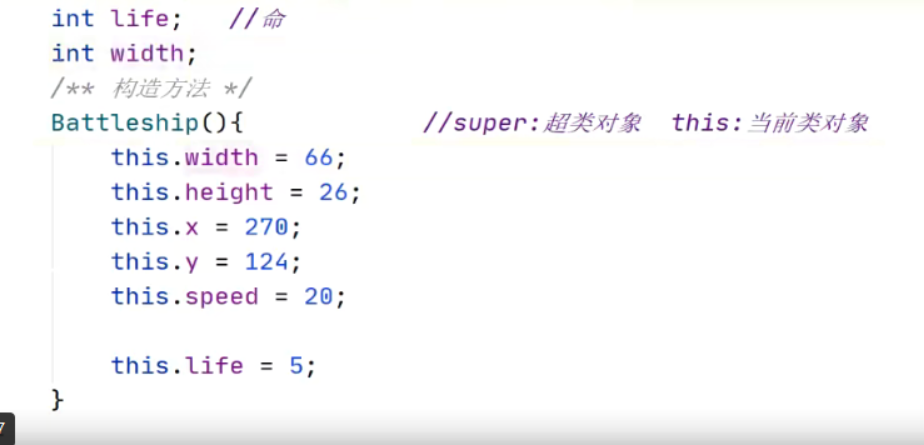 int life;   //命
int width;
/** 构造方法 */
Battleship(){            //super:超类对象  this:当前类对象
    this.width = 66;
    this.height = 26;
    this.x = 270;
    this.y = 124;
    this.speed = 20;
    this.life = 5;
}